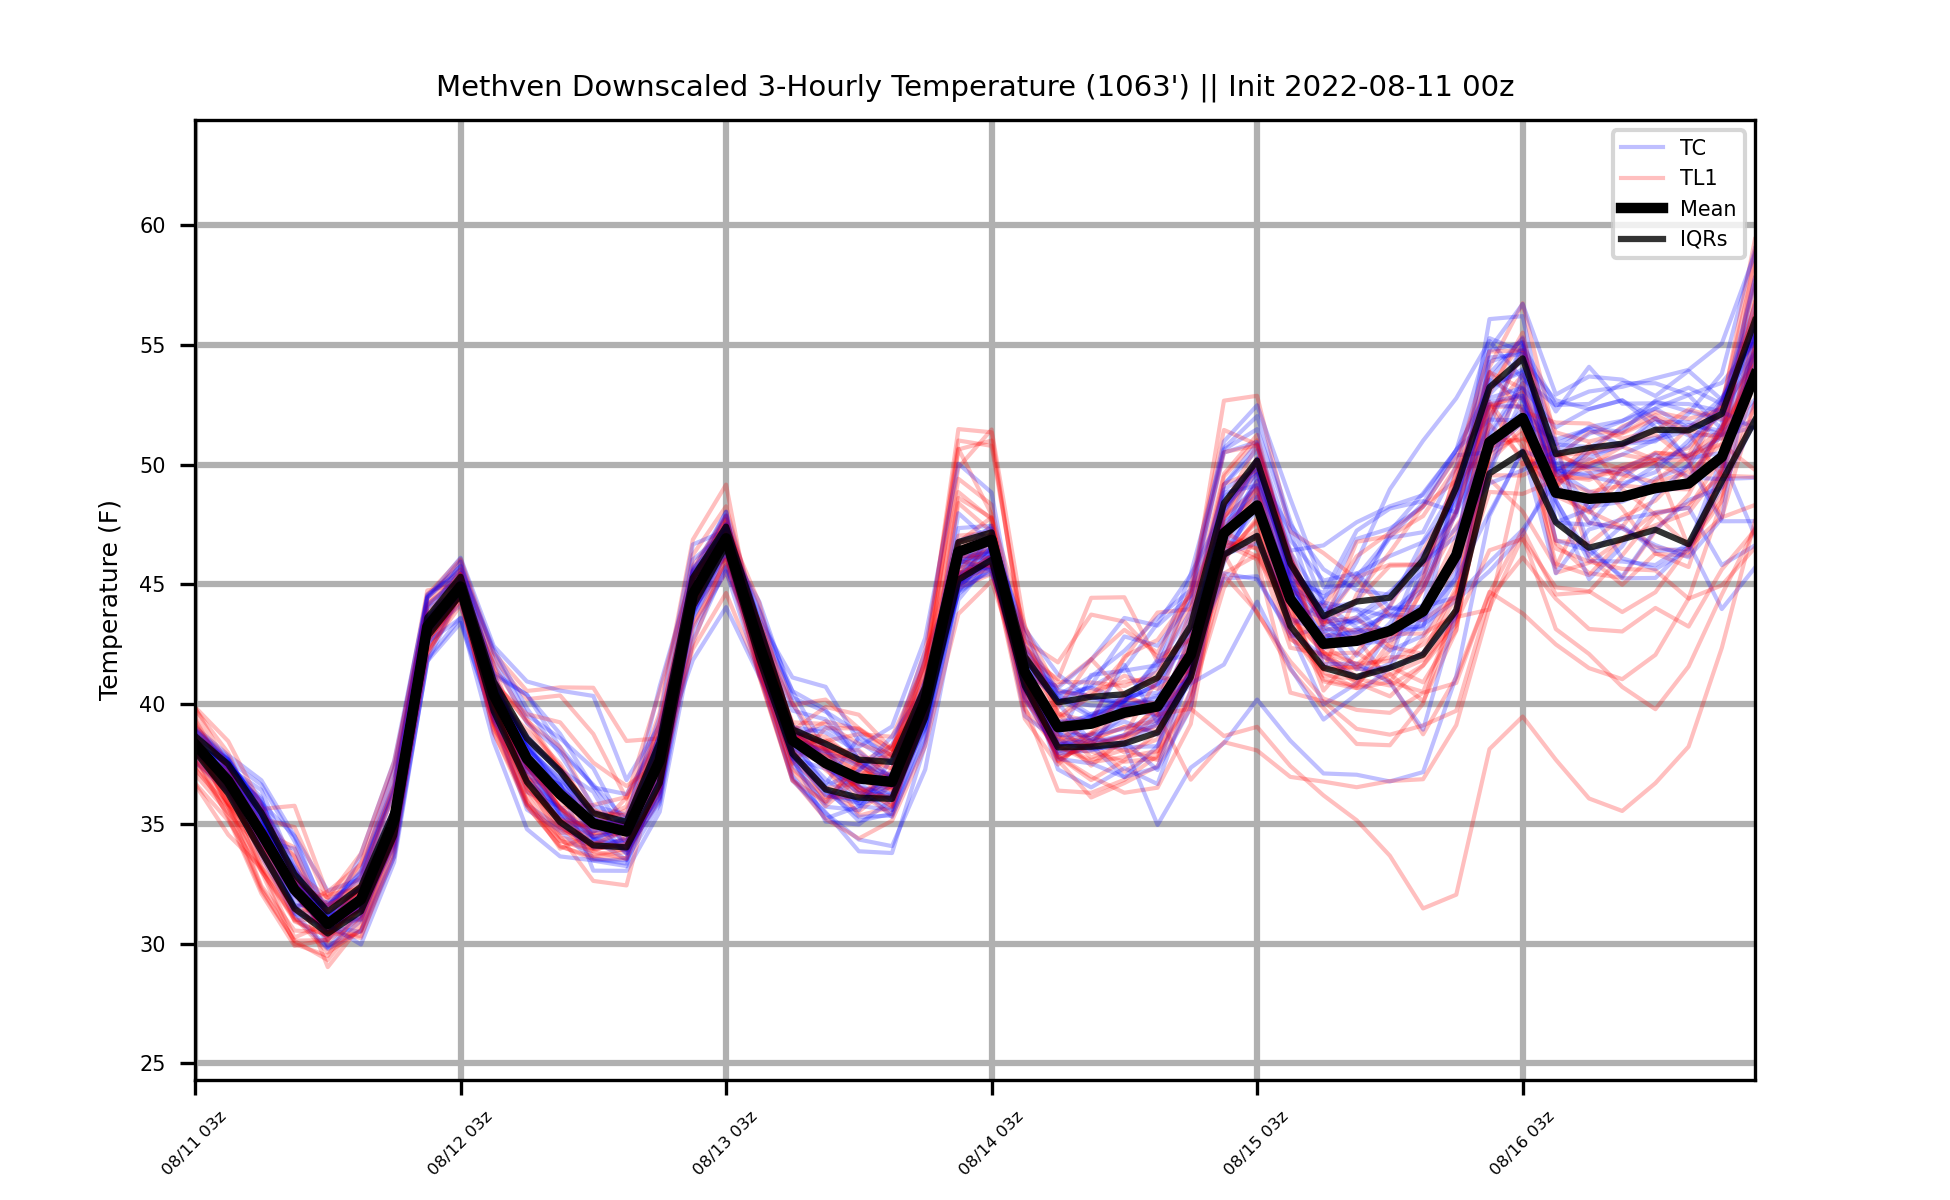 Methven Downscaled 3-Hourly Temperature (1063') || Init 2022-08-11 00z
TC
TL1
Mean
IQRs
Temperature (F)
60
55
50
45
40
35
30
25
08/11 03z
08/12 03z
08/13 03z
08/14 03z
08/15 03z
08/16 03z